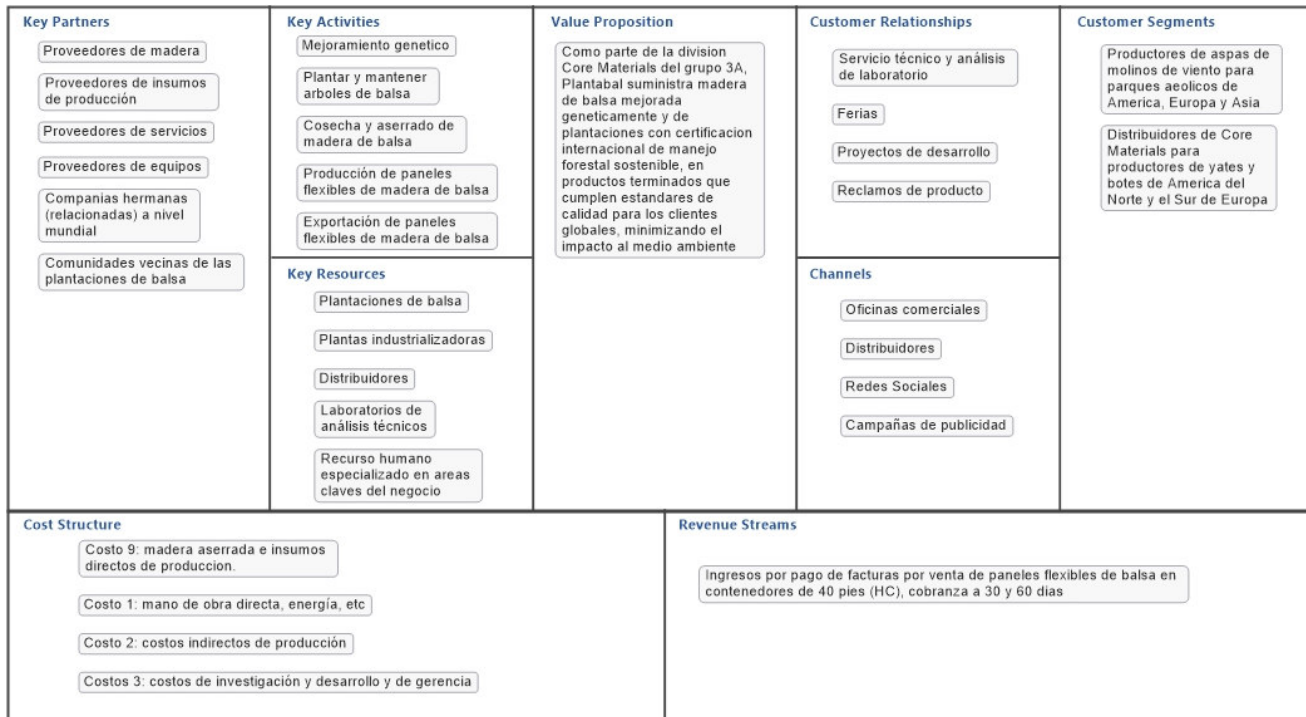 Key Partners
Proveedores de madera
Proveedores de insumos
de producción
Proveedores de servicios
Proveedores de equipos
Companias hermanas
(relacionadas) a nivel
mundial
Comunidades vecinas de las
plantaciones de balsa
Key Activities
Mejoramiento genetico
Plantar y mantener
arboles de balsa
Cosecha y aserrado de
madera de balsa
Producción de paneles
flexibles de madera de balsa
Exportación de paneles
flexibles de madera de balsa
Key Resources
Plantaciones de balsa
Plantas industrializadoras
Distribuidores
Laboratorios de
análisis técnicos
Recurso humano
especializado en areas
claves del negocio
Value Proposition
Como parte de la division
Core Materials del grupo 3A,
Plantabal suministra madera
de balsa mejorada
geneticamente y de
plantaciones con certificacion
internacional de manejo
forestal sostenible, en
productos terminados que
cumplen estandares de
calidad para los clientes
globales, minimizando el
impacto al medio ambiente
Customer Relationships
Servicio técnico y análisis
de laboratorio
Ferias
Proyectos de desarrollo
Reclamos de producto
Channels
Oficinas comerciales
Distribuidores
Redes Sociales
Campañas de publicidad
Customer Segments
Productores de aspas de
molinos de viento para
parques aeolicos de
America, Europa y Asia
Distribuidores de Core
Materials para
productores de yates y
botes de America del
Norte y el Sur de Europa
Cost Structure
Costo 9: madera aserrada e insumos
directos de produccion.
Costo 1: mano de obra directa, energía, etc
Costo 2: costos indirectos de producción
Costos 3: costos de investigación y desarrollo y de gerencia
Revenue Streams
Ingresos por pago de facturas por venta de paneles flexibles de balsa en
contenedores de 40 pies (HC), cobranza a 30 y 60 dias